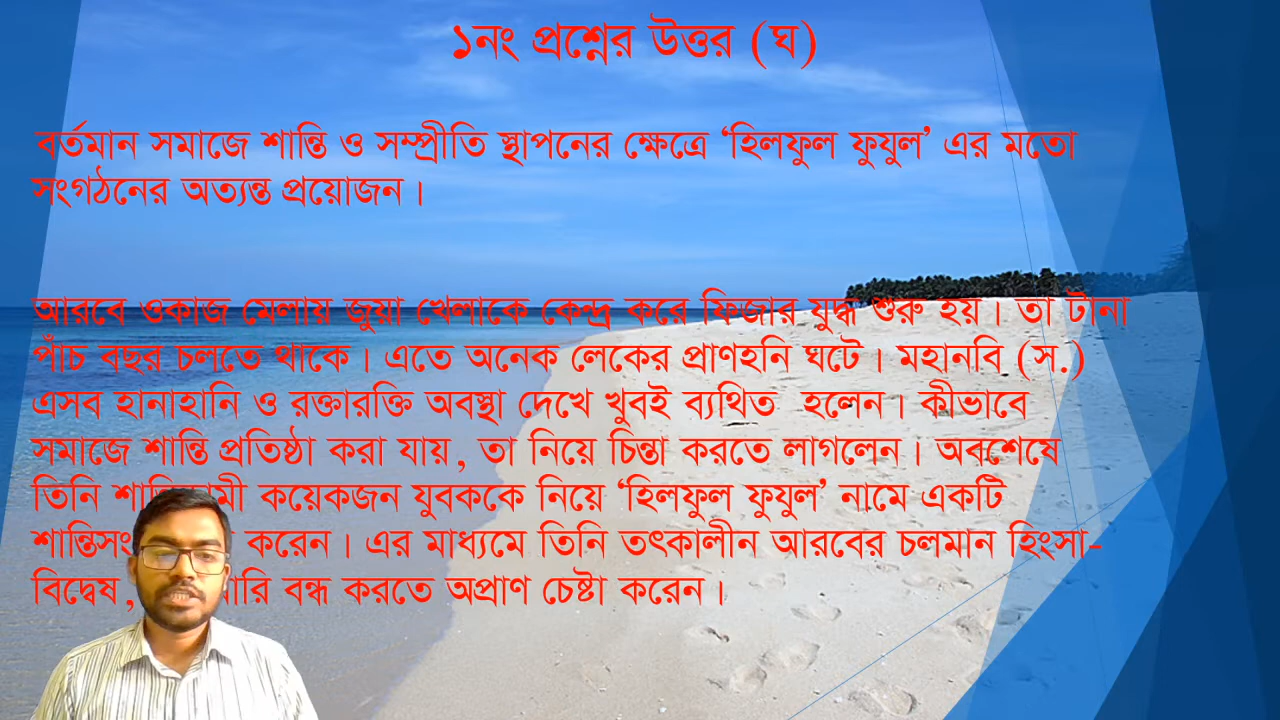 ১নং প্রশ্নের উত্তর (ঘ)
বর্তমান সমাজে শান্তি ও সম্প্রীতি স্থাপনের ক্ষেত্রে ‘হিলফুল ফুযুল’ এর মতো
সংগঠনের অত্যন্ত প্রয়োজন।
আরবে ওকাজ মেলায় জুয়া খেলাকে কেন্দ্র করে ফিজার যুদ্ধ শুরু হয়। তা টানা
পাঁচ বছর চলতে থাকে। এতে অনেক লেকের প্রাণহনি ঘটে। মহানবি (স.)
এসব হানাহানি ও রক্তারক্তি অবস্থা দেখে খুবই ব্যথিত হলেন। কীভাবে
সমাজে শান্তি প্রতিষ্ঠা করা যায়, তা নিয়ে চিন্তা করতে লাগলেন। অবশেষে
তিনি কয়েকজন যুবককে নিয়ে ‘হিলফুল ফুযুল’ নামে একটি
করেন। এর মাধ্যমে তিনি তৎকালীন আরবের চলমান হিংসা-
বিদ্বেষ, বন্ধ করতে অপ্রাণ চেষ্টা করেন।